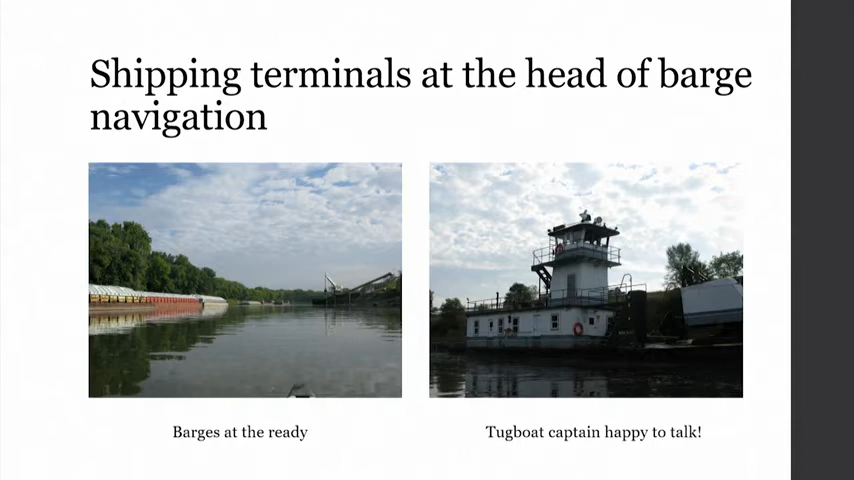 Shipping terminals at the head of barge
navigation
Barges at the ready
Tugboat captain happy to talk!